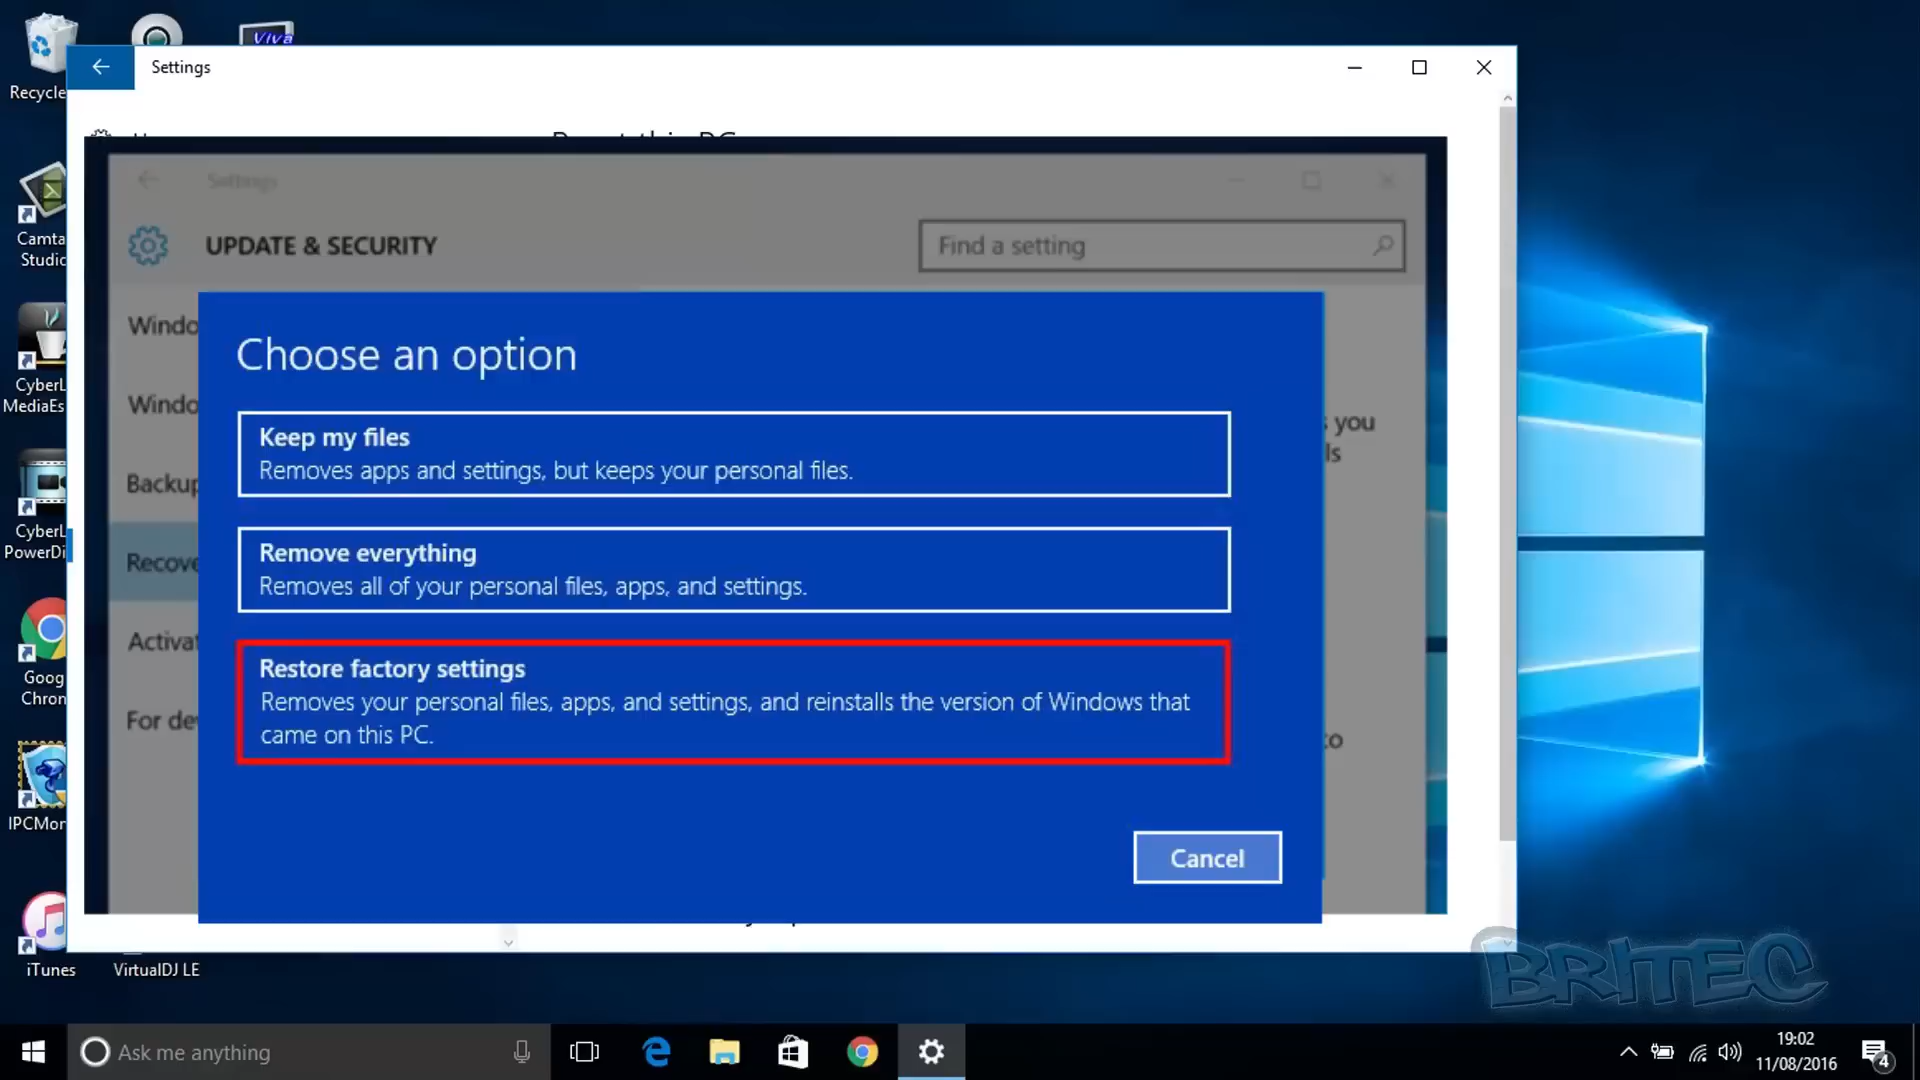 Viva
Recycle
Settings
Settings
UPDATE & SECURITY
Find a setting
Camta
Studio
Windo
Choose an option
Windo
Keep my files
Removes apps and settings, but keeps your personal files.
s you
ls
CyberL
MediaEs
Backup
Remove everything
Removes all of your personal files, apps, and settings.
CyberL
PowerDi
Recove
Activat
Restore factory settings
Removes your personal files, apps, and settings, and reinstalls the version of Windows that
came on this PC.
Goog
Chron
For de
to
IPCMon
Cancel
iTunes
VirtualDJ LE
BRITEC
Ask me anything
19:02
11/08/2016
4